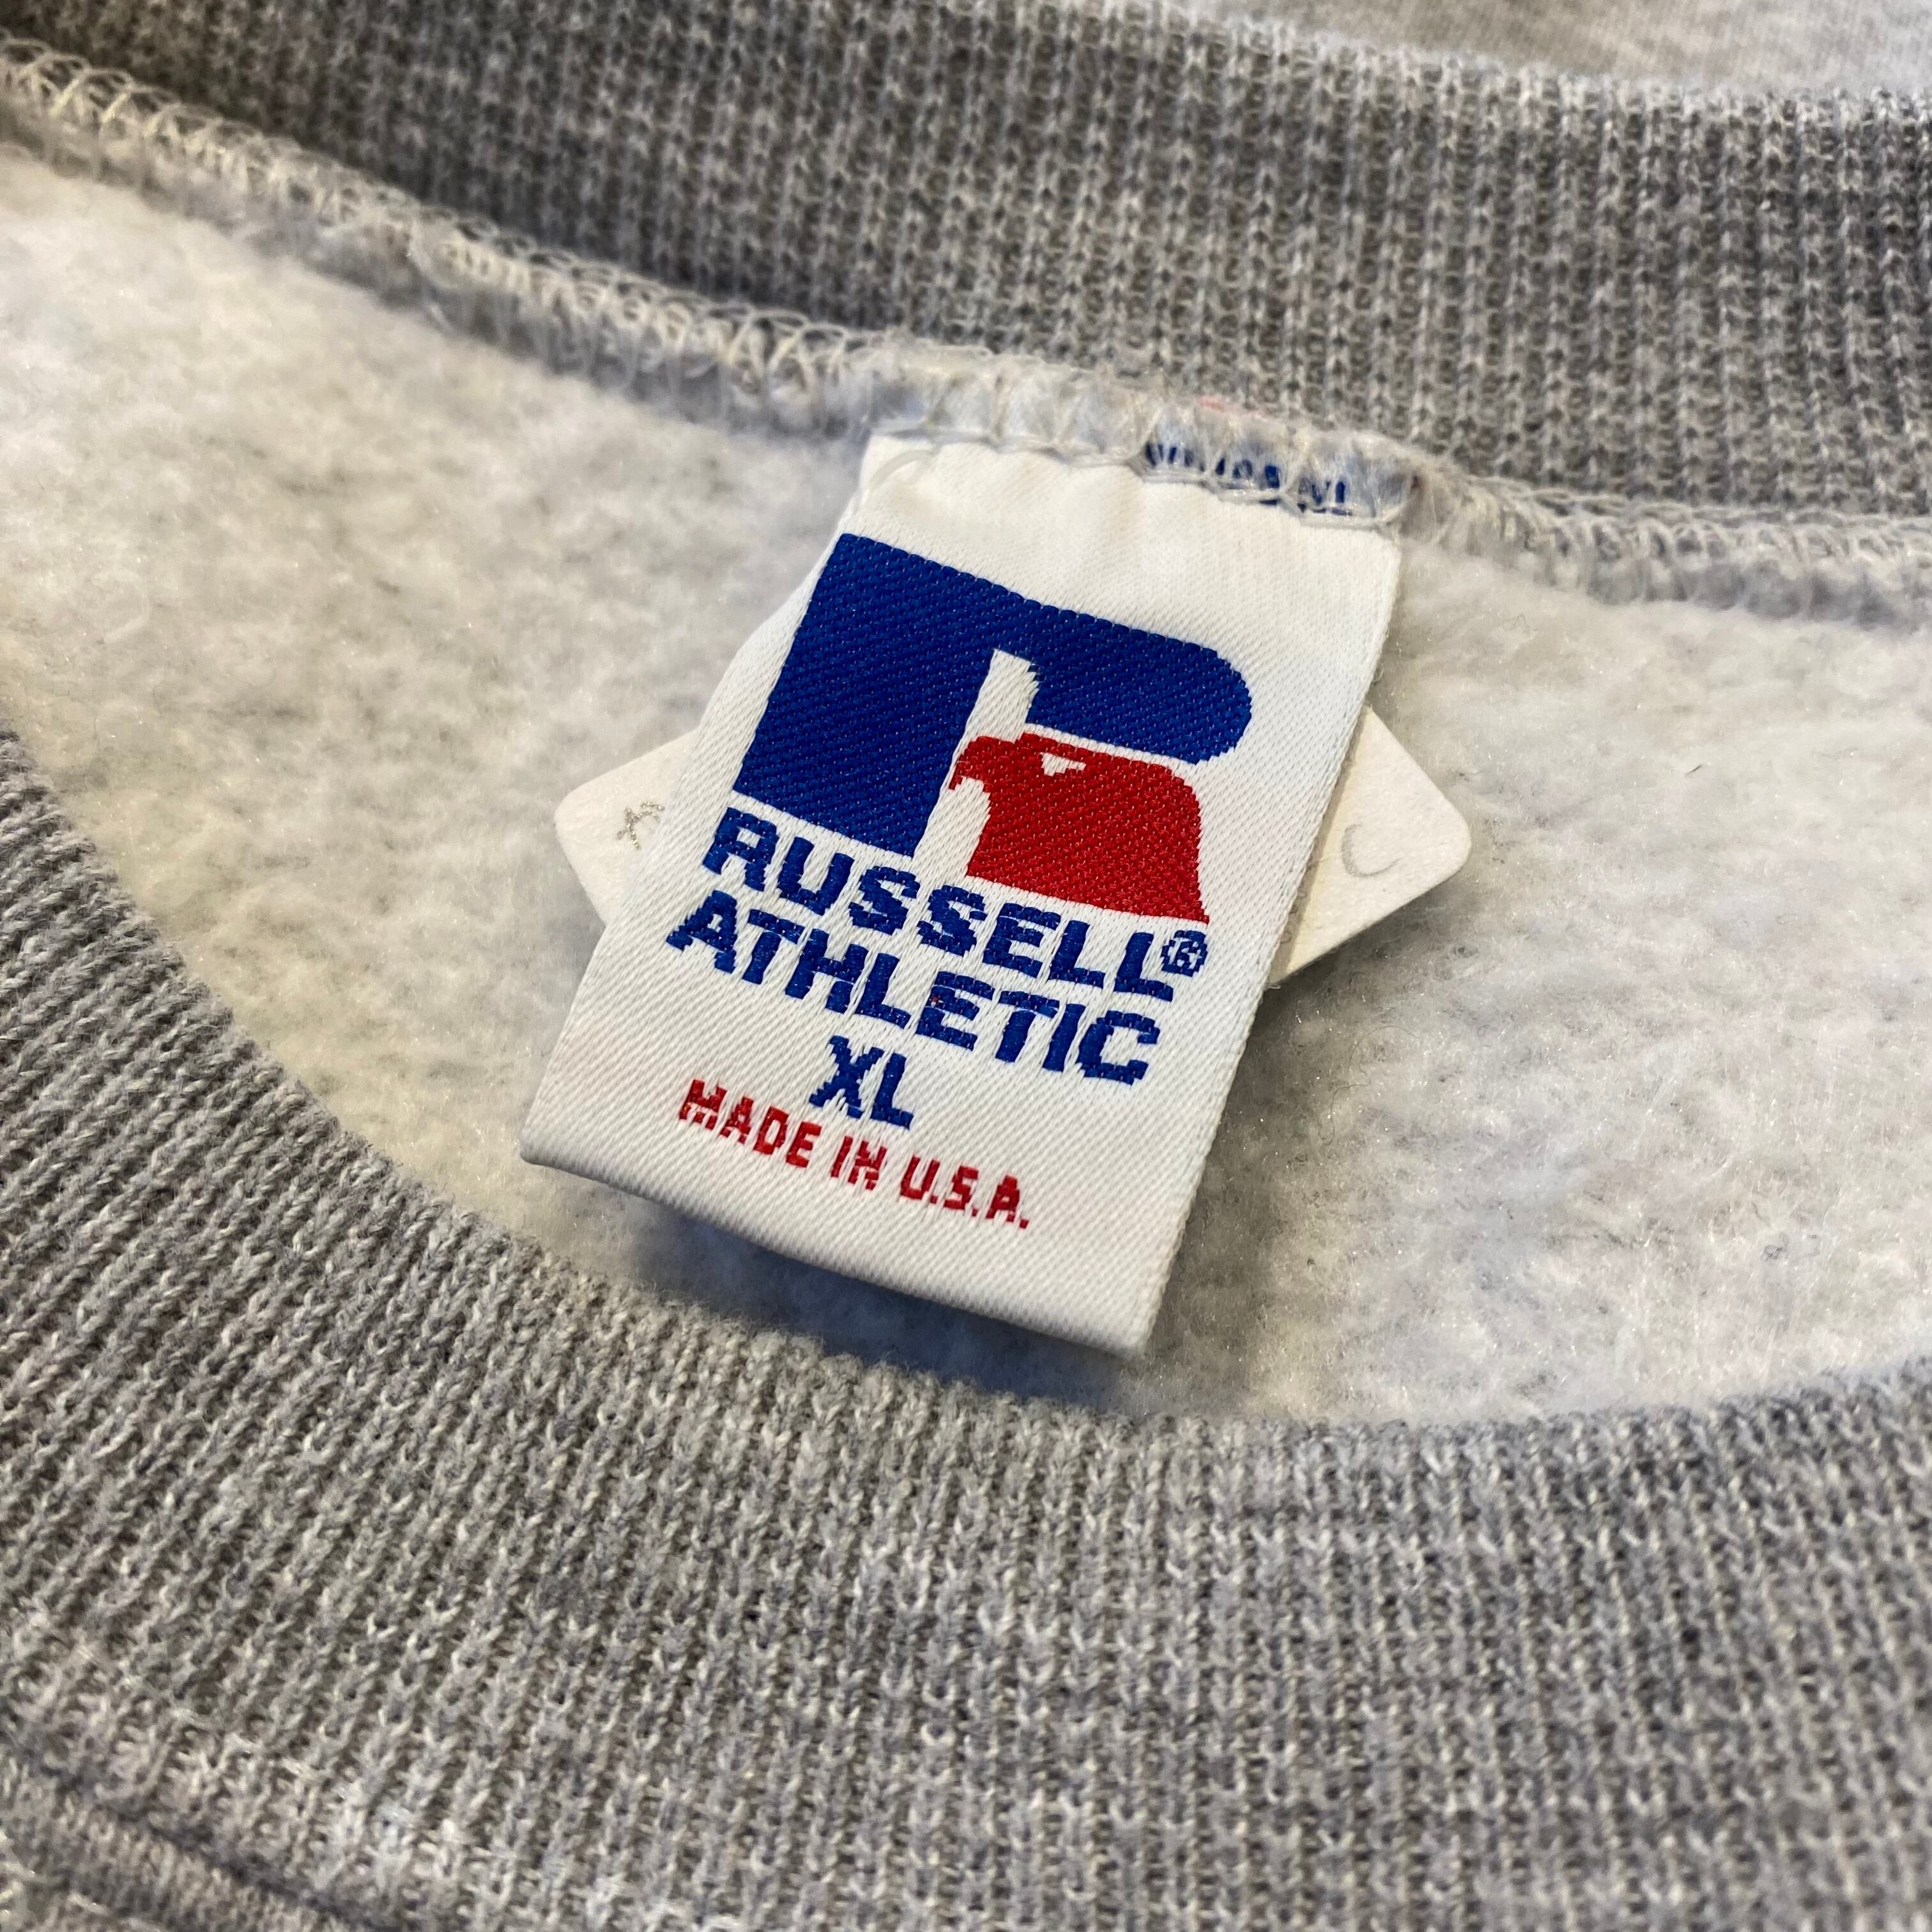 RUSSELL®
ATHLETIC
XL
MADE IN U.S.A.